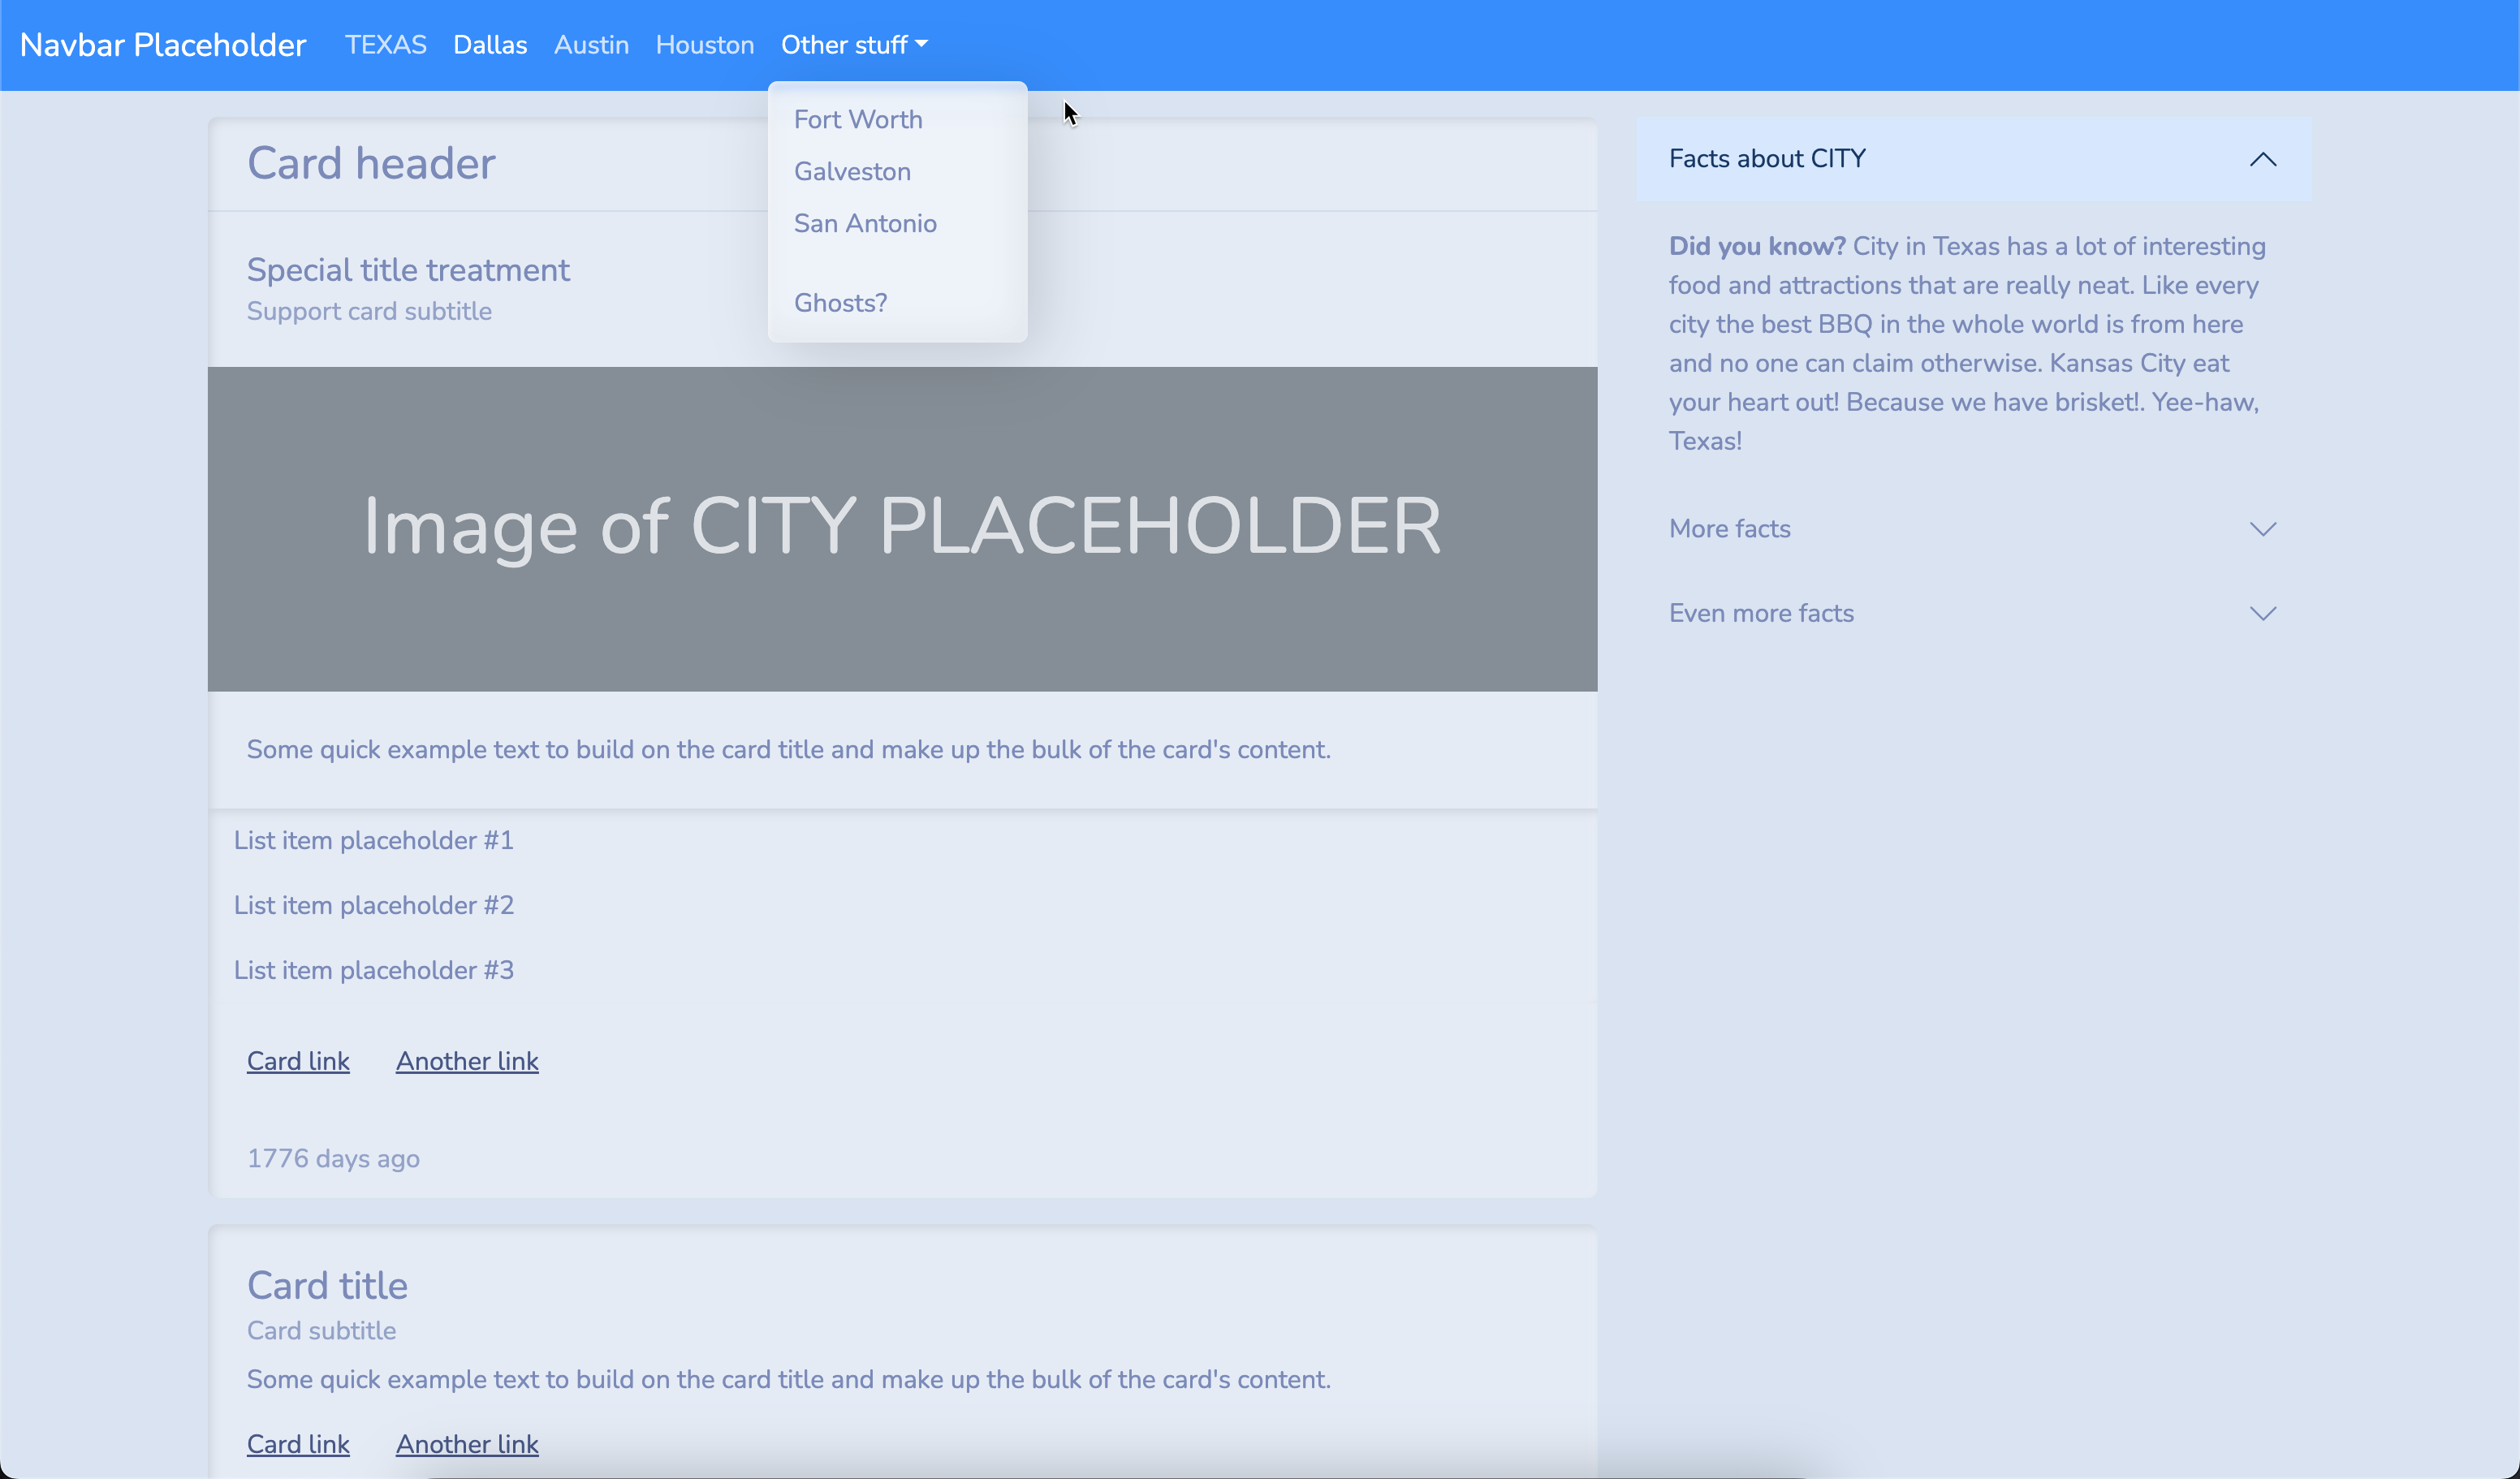 Navbar Placeholder TEXAS Dallas Austin Houston Other stuff
Fort Worth
Galveston
San Antonio
Ghosts?
Card header
Special title treatment
Support card subtitle
Image of CITY PLACEHOLDER
Some quick example text to build on the card title and make up the bulk of the card's content.
List item placeholder #1
List item placeholder #2
List item placeholder #3
Card link Another link
1776 days ago
Card title
Card subtitle
Some quick example text to build on the card title and make up the bulk of the card's content.
Card link Another link
Facts about CITY
Did you know? City in Texas has a lot of interesting
food and attractions that are really neat. Like every
city the best BBQ in the whole world is from here
and no one can claim otherwise. Kansas City eat
your heart out! Because we have brisket!. Yee-haw,
Texas!
More facts
Even more facts